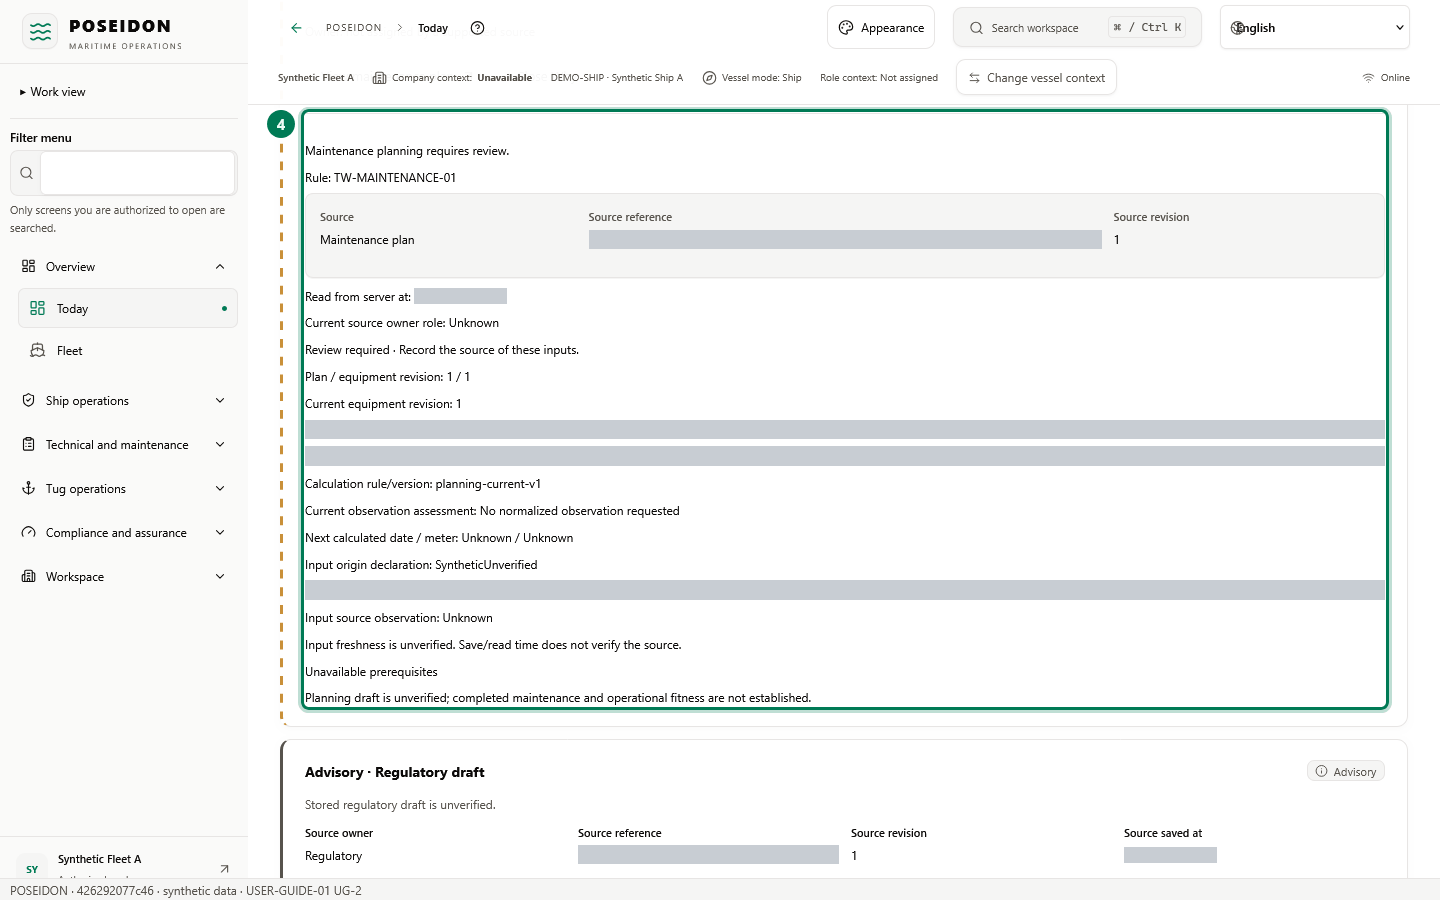 POSEIDON
MARITIME OPERATIONS
POSEIDON
Today
Appearance
Search workspace
⌘ / Ctrl K
English
Synthetic Fleet A
Company context: Unavailable
DEMO-SHIP · Synthetic Ship A
Vessel mode: Ship
Role context: Not assigned
Change vessel context
Online
Work view
Filter menu
Only screens you are authorized to open are
searched.
Overview
Today
Fleet
Ship operations
Technical and maintenance
Tug operations
Compliance and assurance
Workspace
SY
Synthetic Fleet A
4
Maintenance planning requires review.
Rule: TW-MAINTENANCE-01
Source
Source reference
Source revision
Maintenance plan
1
Read from server at:
Current source owner role: Unknown
Review required · Record the source of these inputs.
Plan / equipment revision: 1 / 1
Current equipment revision: 1
Calculation rule/version: planning-current-v1
Current observation assessment: No normalized observation requested
Next calculated date / meter: Unknown / Unknown
Input origin declaration: SyntheticUnverified
Input source observation: Unknown
Input freshness is unverified. Save/read time does not verify the source.
Unavailable prerequisites
Planning draft is unverified; completed maintenance and operational fitness are not established.
Advisory · Regulatory draft
Advisory
Stored regulatory draft is unverified.
Source owner
Source reference
Source revision
Source saved at
Regulatory
1
POSEIDON · 426292077c46 · synthetic data · USER-GUIDE-01 UG-2